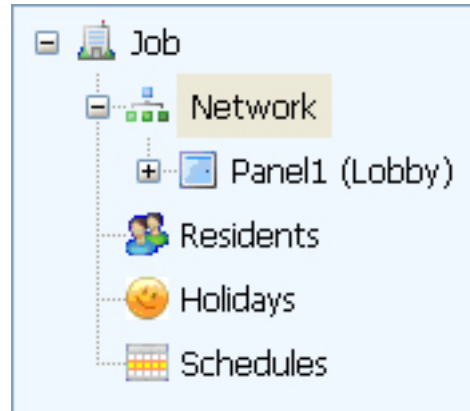 Job
Network
Panel1 (Lobby)
Residents
Holidays
Schedules